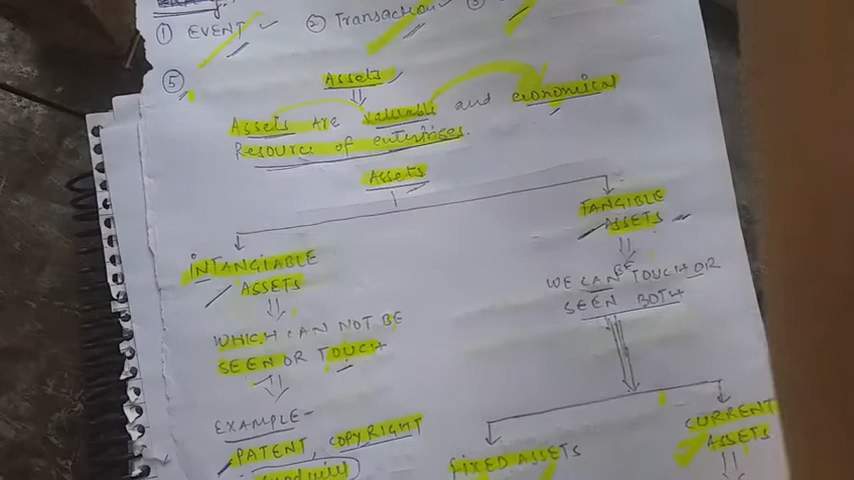 ① EVENT
② Transaction
③
⑤
Assets
Assets are valuable and economical
Resource of enterprises.
Assets
INTANGIABLE
ASSETS
WHICH CAN NOT BE
SEEN OR TOUCH
EXAMPLE-
PATENT, COPYRIGHT
TANGIBLE
ASSETS
WE CAN BE TOUCH OR
SEEN BOTH
FIXED ASSETS
CURRENT
ASSETS